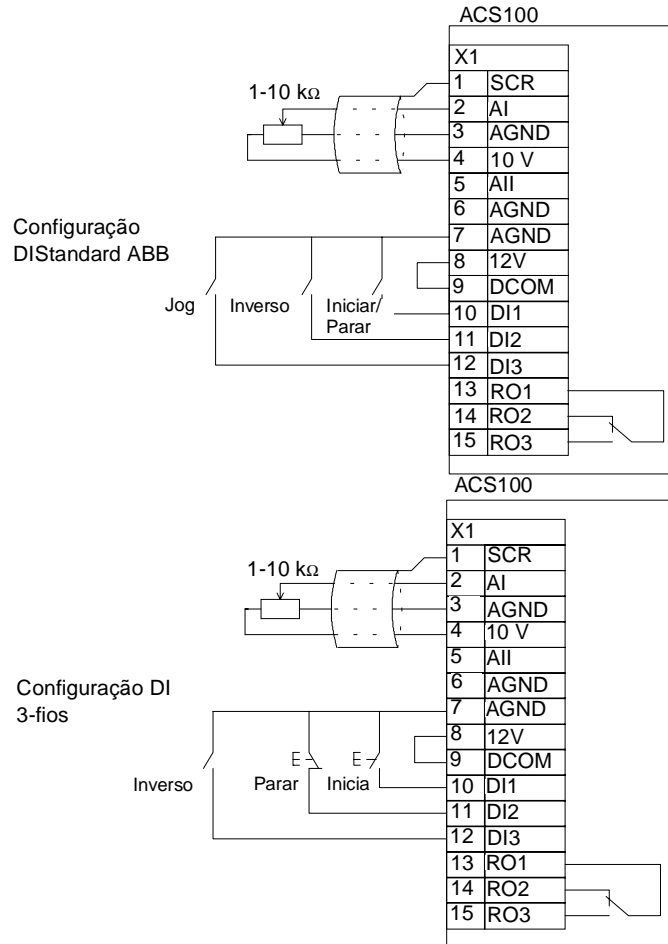 ACS100
X1
1 SCR
1-10 kΩ
2 AI
3 AGND
4 10 V
5 AII
6 AGND
Configuração
DIStandard ABB
7 AGND
8 12V
9 DCOM
Jog Inverso Iniciar/
Parar
10 DI1
11 DI2
12 DI3
13 RO1
14 RO2
15 RO3
ACS100
X1
1 SCR
1-10 kΩ
2 AI
3 AGND
4 10 V
5 AII
6 AGND
Configuração DI
3-fios
7 AGND
8 12V
9 DCOM
E E
Inverso Parar Inicia
10 DI1
11 DI2
12 DI3
13 RO1
14 RO2
15 RO3